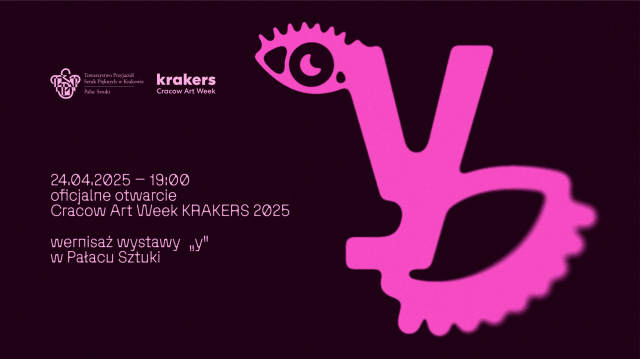 Towarzystwo Przyjaciół
Sztuk Pięknych w Krakowie
Pałac Sztuki
krakers
Cracow Art Week
24.04.2025 — 19:00
oficjalne otwarcie
Cracow Art Week KRAKERS 2025
wernisaż wystawy „y"
w Pałacu Sztuki
y